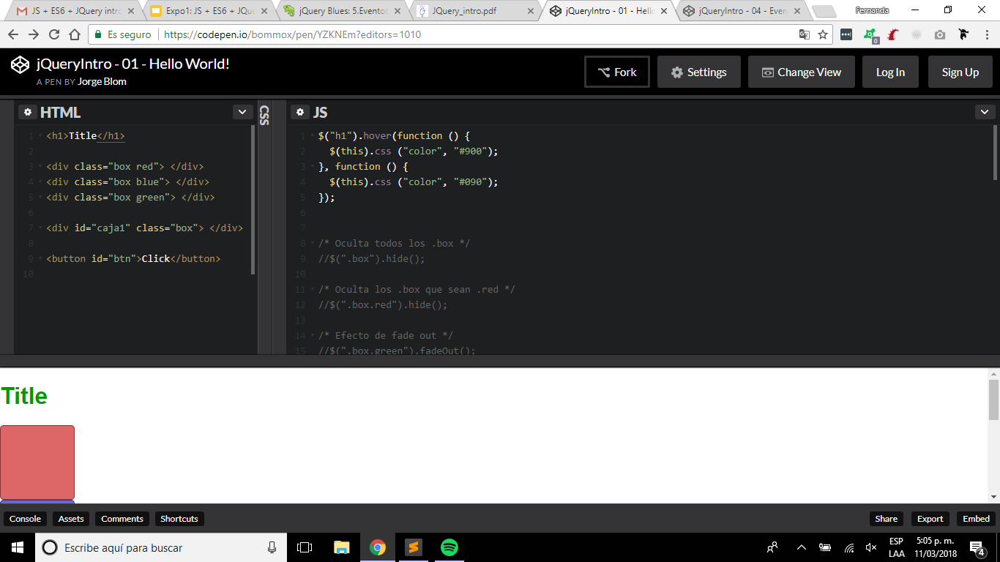 JS + ES6 + JQuery intro
Expo1: JS + ES6 + JQue
jQuery Blues: 5.Eventos
JQuery_intro.pdf
jQueryIntro - 01 - Hello
jQueryIntro - 04 - Even
Fernanda
Es seguro
https://codepen.io/bommox/pen/YZKNEm?editors=1010
0
jQueryIntro - 01 - Hello World!
A PEN BY Jorge Blom
Fork
Settings
Change View
Log In
Sign Up
HTML
1 <h1>Title</h1>
2
3 <div class="box red"> </div>
4 <div class="box blue"> </div>
5 <div class="box green"> </div>
6
7 <div id="caja1" class="box"> </div>
8
9 <button id="btn">Click</button>
10
CSS
JS
1 $("h1").hover(function () {
2   $(this).css ("color", "#900");
3 }, function () {
4   $(this).css ("color", "#090");
5 });
6
7
8 /* Oculta todos los .box */
9 //$(".box").hide();
10
11 /* Oculta los .box que sean .red */
12 //$(".box.red").hide();
13
14 /* Efecto de fade out */
15 //$(".box.green").fadeOut();
Title
Console
Assets
Comments
Shortcuts
Share
Export
Embed
Escribe aquí para buscar
ESP
LAA
5:05 p. m.
11/03/2018
4